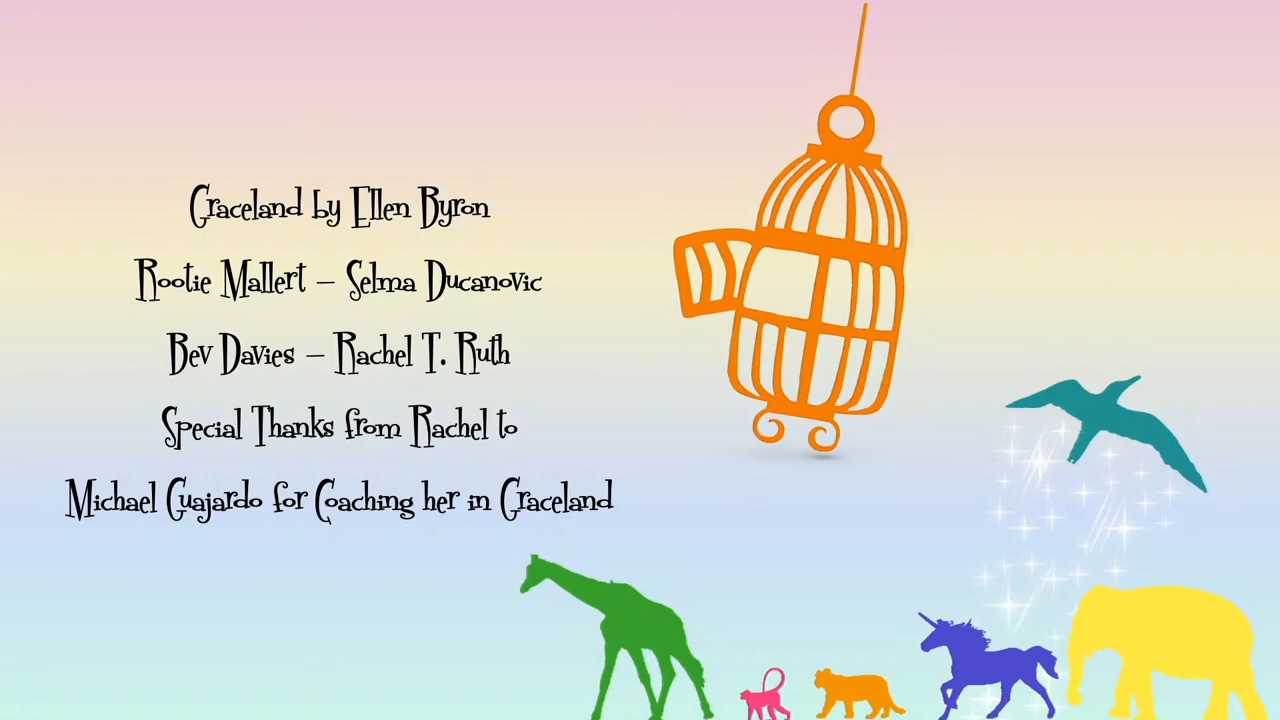 Graceland by Ellen Byron
Rootie Mallert – Selma Ducanovic
Bev Davies – Rachel T. Ruth
Special Thanks from Rachel to
Michael Guajardo for Coaching her in Graceland